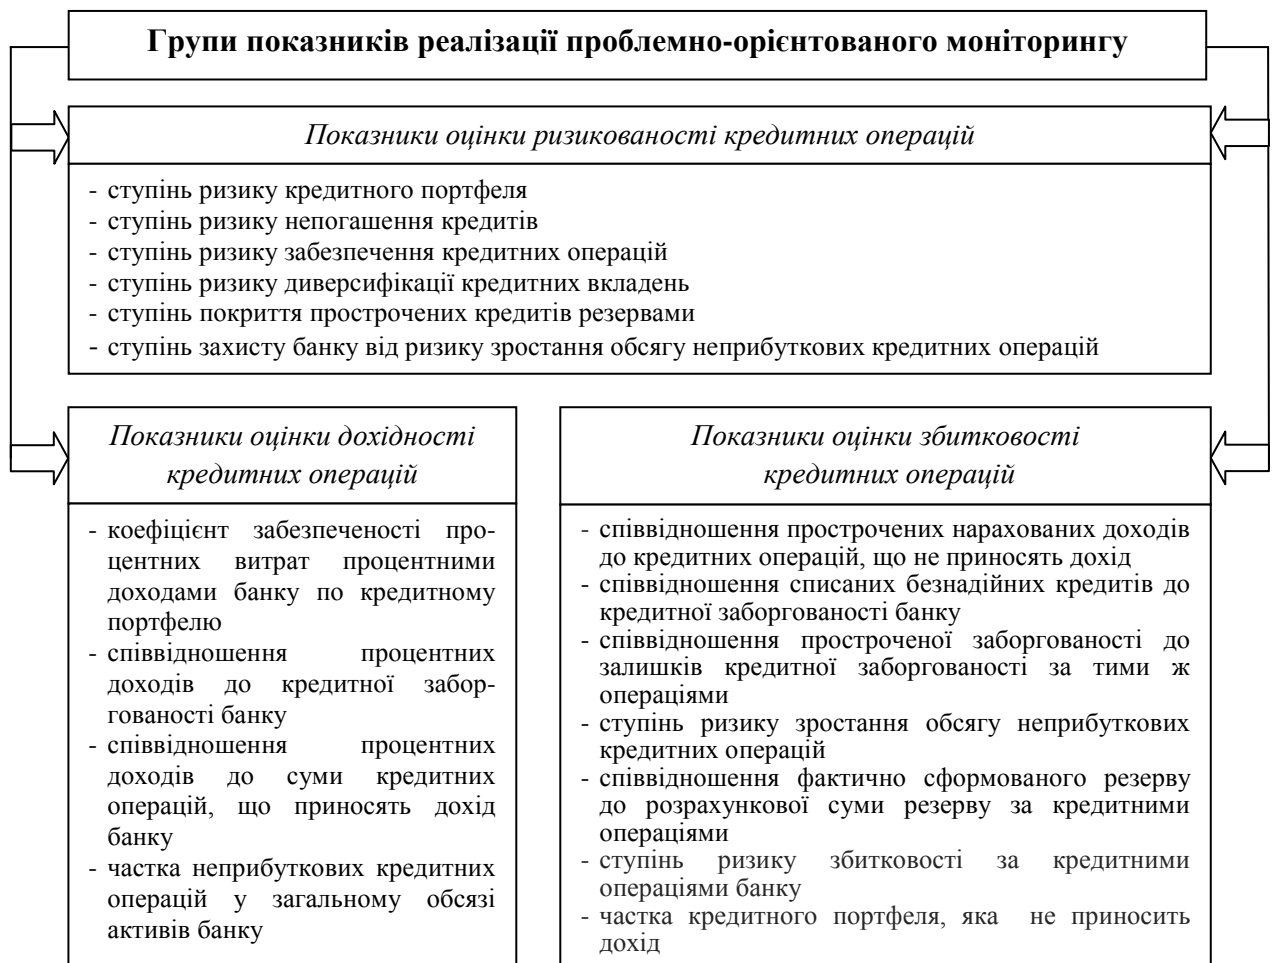 Групи показників реалізації проблемно-орієнтованого моніторингу
Показники оцінки ризикованості кредитних операцій
- ступінь ризику кредитного портфеля
- ступінь ризику непогашення кредитів
- ступінь ризику забезпечення кредитних операцій
- ступінь ризику диверсифікації кредитних вкладень
- ступінь покриття прострочених кредитів резервами
- ступінь захисту банку від ризику зростання обсягу неприбуткових кредитних операцій
Показники оцінки дохідності
кредитних операцій
- коефіцієнт забезпеченості про-
центних витрат процентними
доходами банку по кредитному
портфелю
- співвідношення процентних
доходів до кредитної забор-
гованості банку
- співвідношення процентних
доходів до суми кредитних
операцій, що приносять дохід
банку
- частка неприбуткових кредитних
операцій у загальному обсязі
активів банку
Показники оцінки збитковості
кредитних операцій
- співвідношення прострочених нарахованих доходів
до кредитних операцій, що не приносять дохід
- співвідношення списаних безнадійних кредитів до
кредитної заборгованості банку
- співвідношення простроченої заборгованості до
залишків кредитної заборгованості за тими ж
операціями
- ступінь ризику зростання обсягу неприбуткових
кредитних операцій
- співвідношення фактично сформованого резерву
до розрахункової суми резерву за кредитними
операціями
- ступінь ризику збитковості за кредитними
операціями банку
- частка кредитного портфеля, яка не приносить
дохід